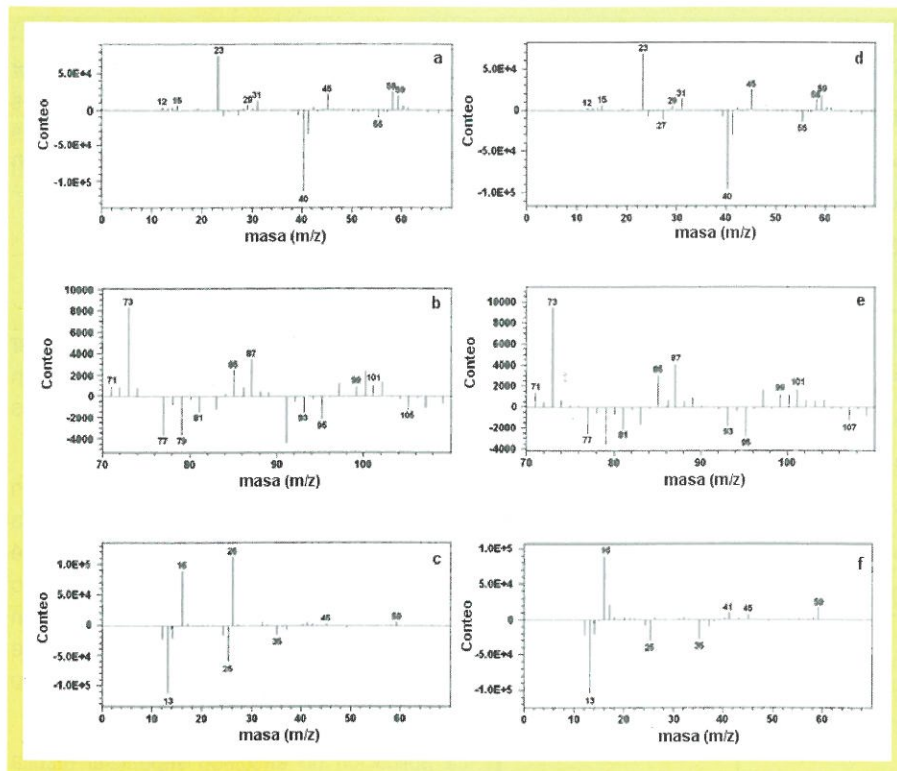 a
Conteo
5.0E+4
0
-5.0E+4
-1.0E+5
23
12 15 29 31 45 58 59
55
40
0 10 20 30 40 50 60
masa (m/z)
d
Conteo
5.0E+4
0
-5.0E+4
-1.0E+5
23
12 15 29 31 45 58 59
27 55
40
0 10 20 30 40 50 60
masa (m/z)
b
Conteo
10000
8000
6000
4000
2000
0
-2000
-4000
73
71 85 87 99 101
77 79 81 93 95 105
70 80 90 100
masa (m/z)
e
Conteo
10000
8000
6000
4000
2000
0
-2000
-4000
73
71 85 87 99 101
77 81 93 95 107
70 80 90 100
masa (m/z)
c
Conteo
1.0E+5
5.0E+4
0
-5.0E+4
-1.0E+5
16 26 45 59
13 25 35
0 10 20 30 40 50 60
masa (m/z)
f
Conteo
1.0E+5
5.0E+4
0
-5.0E+4
-1.0E+5
16 41 45 59
13 25 35
0 10 20 30 40 50 60
masa (m/z)